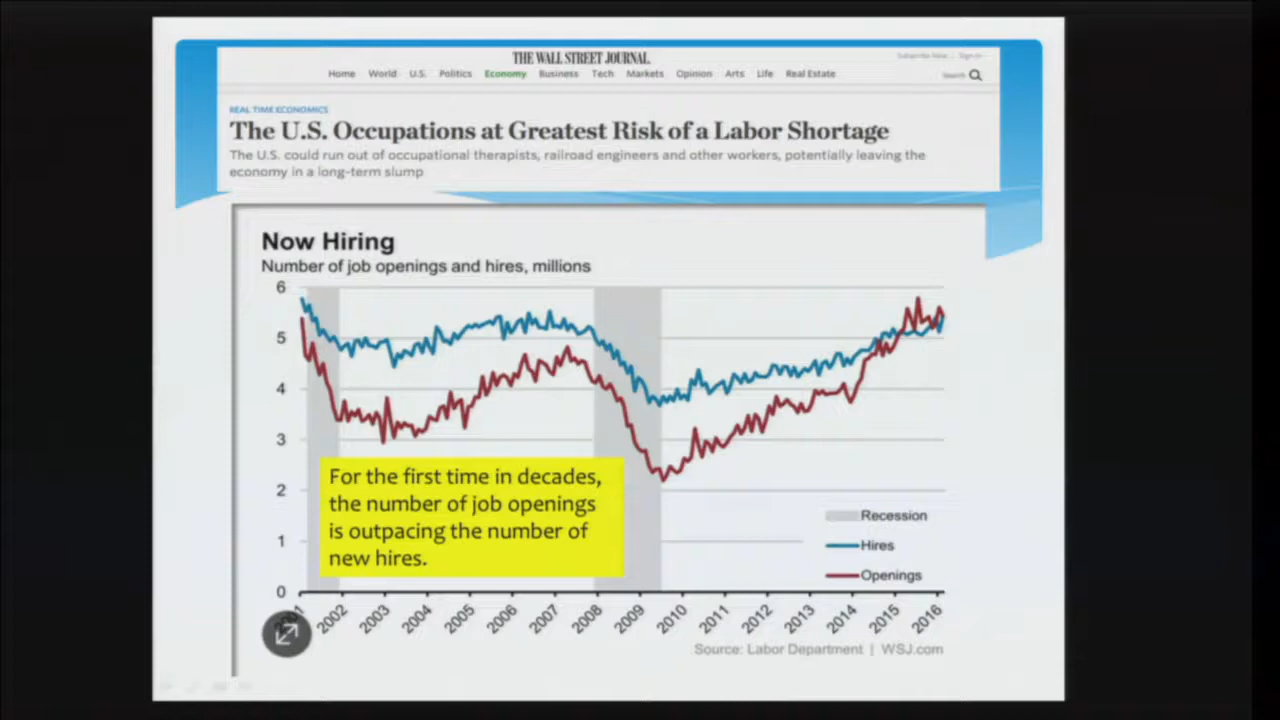 THE WALL STREET JOURNAL.
Subscribe Now | Sign In
Home World U.S. Politics Economy Business Tech Markets Opinion Arts Life Real Estate
Search
REAL TIME ECONOMICS
The U.S. Occupations at Greatest Risk of a Labor Shortage
The U.S. could run out of occupational therapists, railroad engineers and other workers, potentially leaving the
economy in a long-term slump
Now Hiring
Number of job openings and hires, millions
6
5
4
3
2
1
0
For the first time in decades,
the number of job openings
is outpacing the number of
new hires.
Recession
Hires
Openings
2002 2003 2004 2005 2006 2007 2008 2009 2010 2011 2012 2013 2014 2015 2016
Source: Labor Department | WSJ.com